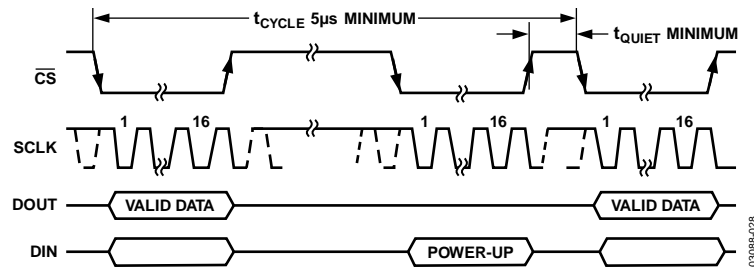 tCYCLE 5µs MINIMUM
tQUIET MINIMUM
CS
1 16 1 16 1 16
SCLK
DOUT VALID DATA VALID DATA
DIN POWER-UP
03088-028